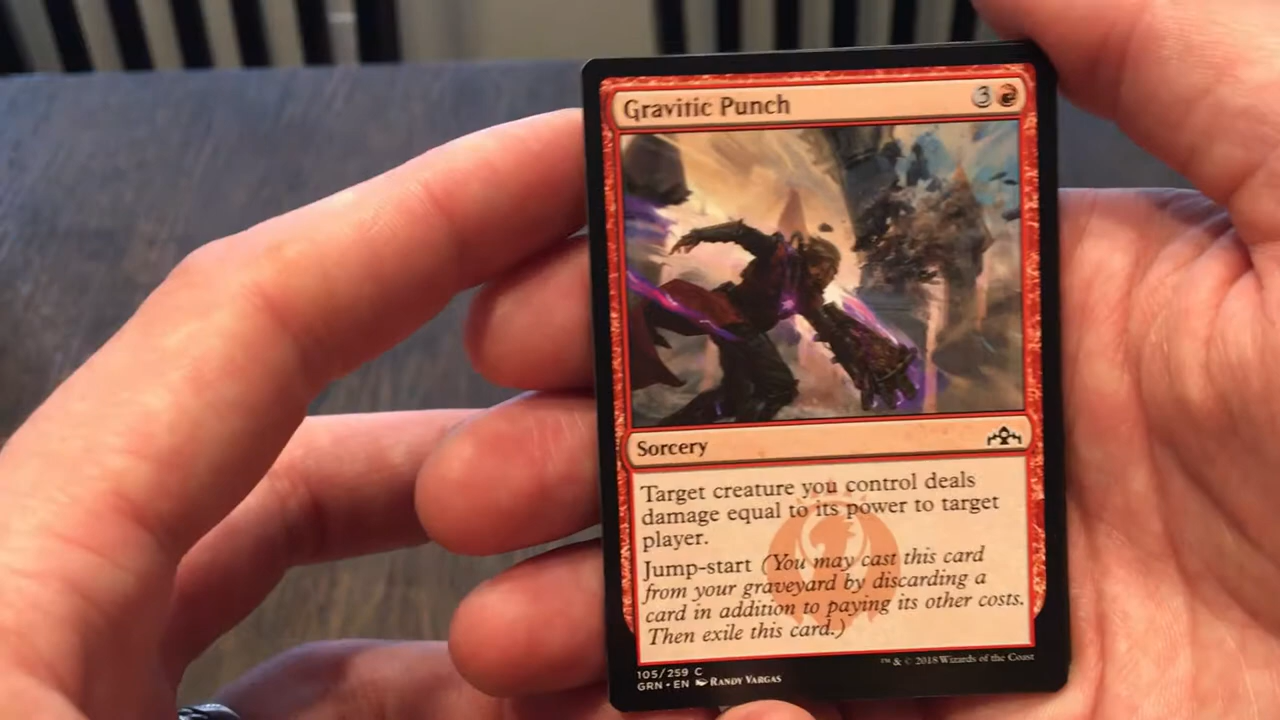 Gravitic Punch 3
Sorcery
Target creature you control deals
damage equal to its power to target
player.
Jump-start (You may cast this card
from your graveyard by discarding a
card in addition to paying its other costs.
Then exile this card.)
105/259 C
GRN • EN RANDY VARGAS
™ & © 2018 Wizards of the Coast